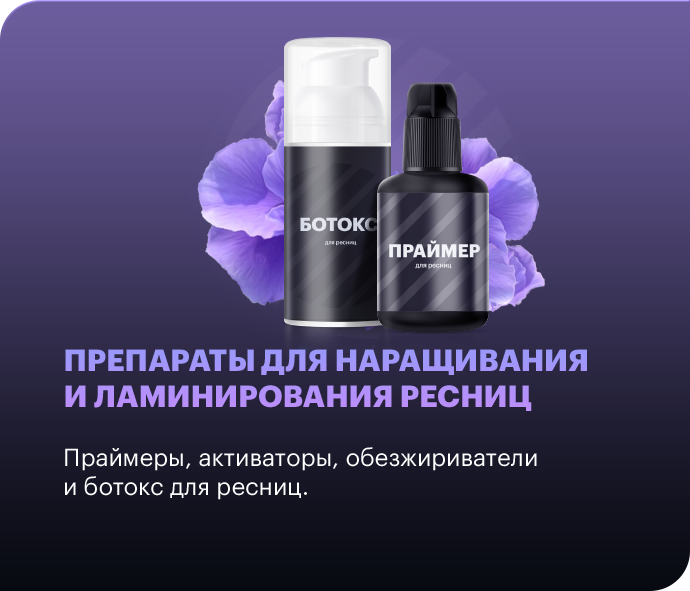 БОТОКС
для ресниц
ПРАЙМЕР
для ресниц
ПРЕПАРАТЫ ДЛЯ НАРАЩИВАНИЯ
И ЛАМИНИРОВАНИЯ РЕСНИЦ
Праймеры, активаторы, обезжириватели
и ботокс для ресниц.